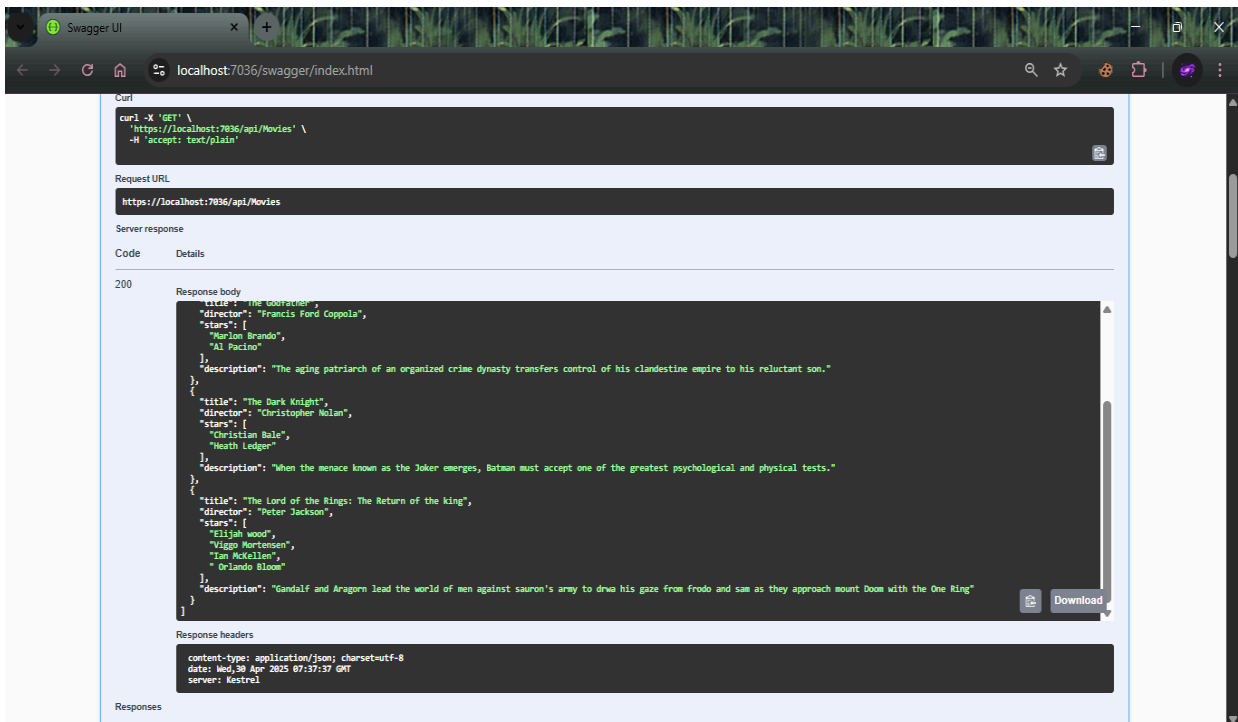 Swagger UI
localhost:7036/swagger/index.html
Curl
curl -X 'GET' \
'https://localhost:7036/api/Movies' \
-H 'accept: text/plain'
Request URL
https://localhost:7036/api/Movies
Server response
Code Details
200
Response body
"title": "The Godfather",
"director": "Francis Ford Coppola",
"stars": [
"Marlon Brando",
"Al Pacino"
],
"description": "The aging patriarch of an organized crime dynasty transfers control of his clandestine empire to his reluctant son."
},
{
"title": "The Dark Knight",
"director": "Christopher Nolan",
"stars": [
"Christian Bale",
"Heath Ledger"
],
"description": "When the menace known as the Joker emerges, Batman must accept one of the greatest psychological and physical tests."
},
{
"title": "The Lord of the Rings: The Return of the king",
"director": "Peter Jackson",
"stars": [
"Elijah wood",
"Viggo Mortensen",
"Ian McKellen",
" Orlando Bloom"
],
"description": "Gandalf and Aragorn lead the world of men against sauron's army to drwa his gaze from frodo and sam as they approach mount Doom with the One Ring"
}
]
Download
Response headers
content-type: application/json; charset=utf-8
date: Wed,30 Apr 2025 07:37:37 GMT
server: Kestrel
Responses